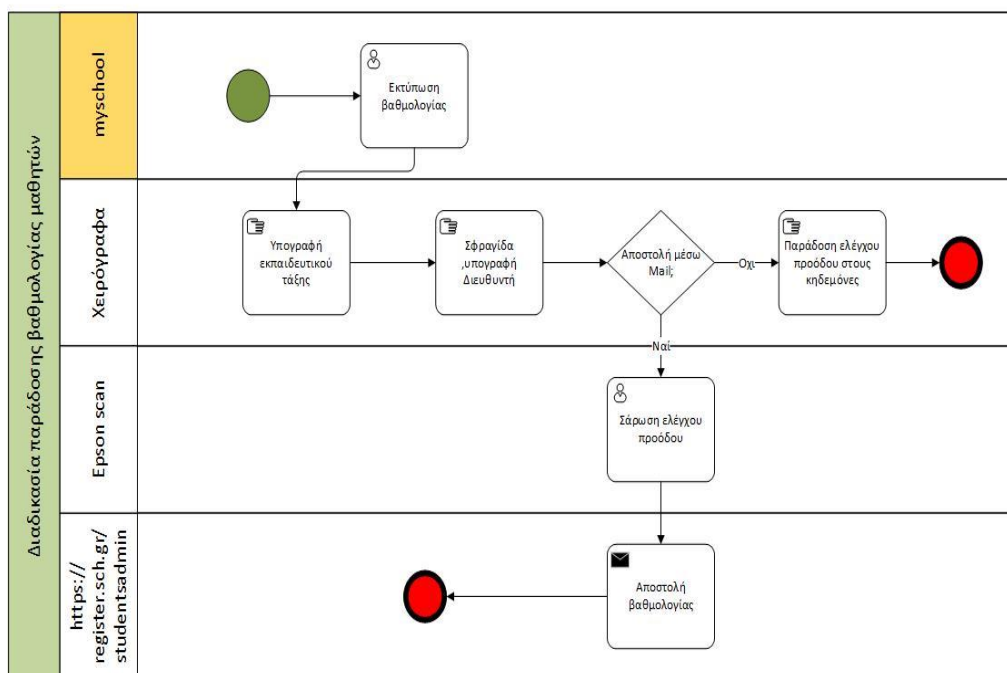 Διαδικασία παράδοσης βαθμολογίας μαθητών
myschool
Εκτύπωση
βαθμολογίας
Χειρόγραφα
Υπογραφή
εκπαιδευτικού
τάξης
Σφραγίδα
,υπογραφή
Διευθυντή
Αποστολή μέσω
Mail;
Οχι
Παράδοση ελέγχου
προόδου στους
κηδεμόνες
Ναί
Epson scan
Σάρωση ελέγχου
προόδου
https://
register.sch.gr/
studentsadmin
Αποστολή
βαθμολογίας